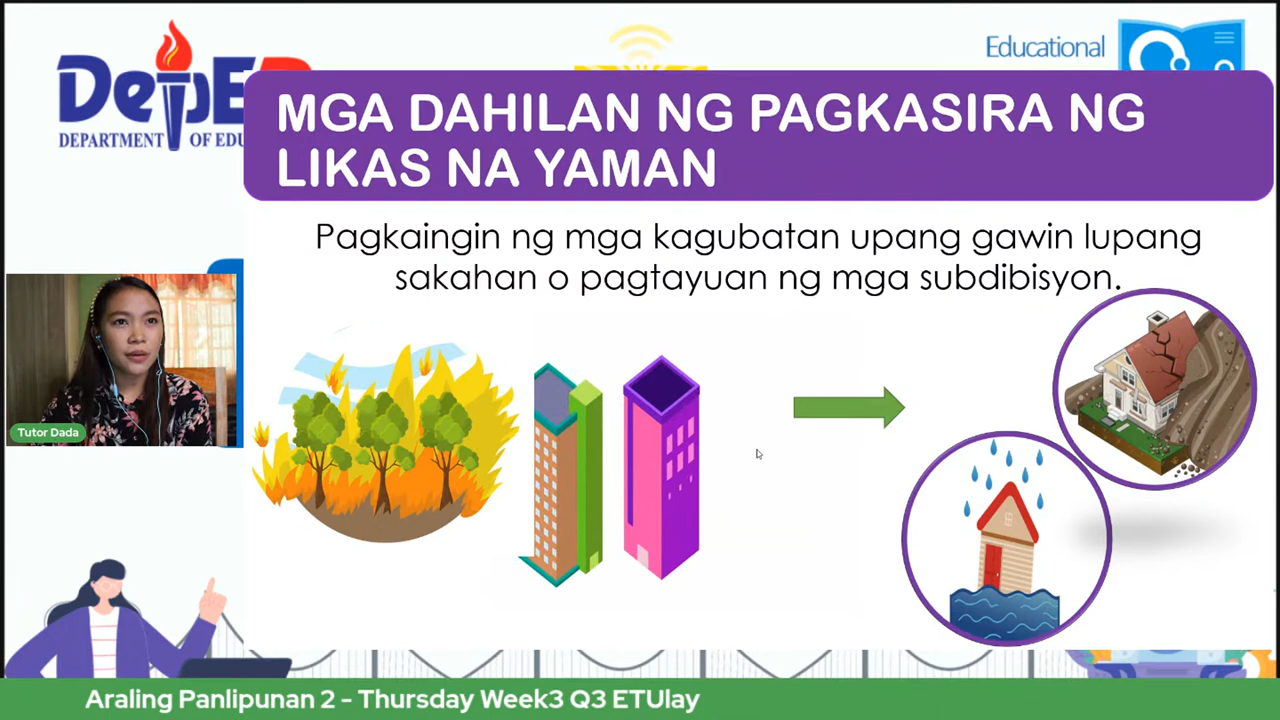 DepED
DEPARTMENT OF EDU
Educational
MGA DAHILAN NG PAGKASIRA NG
LIKAS NA YAMAN
Pagkaingin ng mga kagubatan upang gawin lupang
sakahan o pagtayuan ng mga subdibisyon.
Tutor Dada
Araling Panlipunan 2 - Thursday Week3 Q3 ETUlay